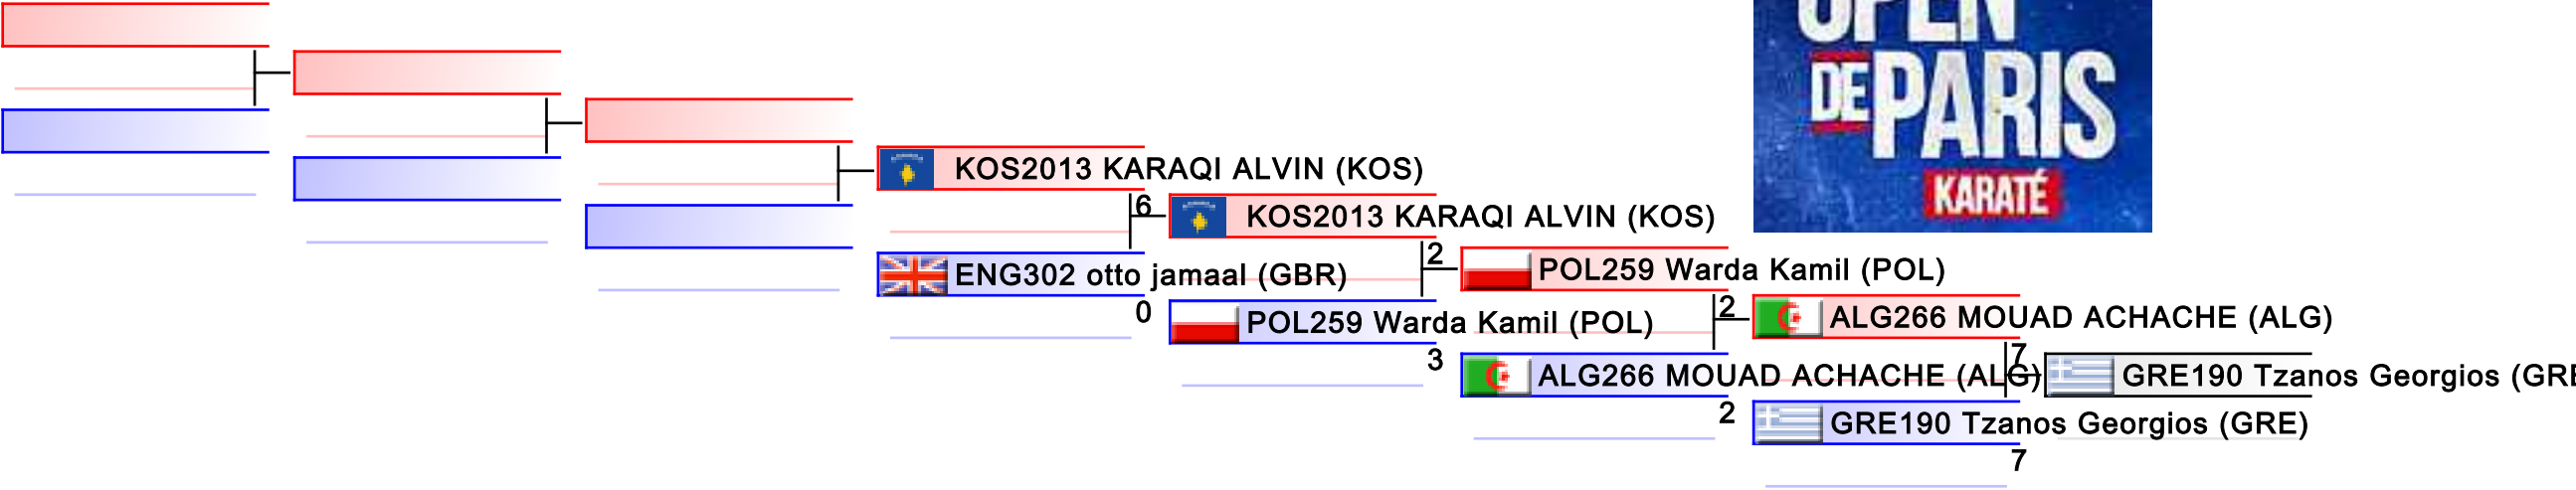 OPEN
DE PARIS
KARATÉ
KOS2013 KARAQI ALVIN (KOS)
6
KOS2013 KARAQI ALVIN (KOS)
2
ENG302 otto jamaal (GBR)
0
POL259 Warda Kamil (POL)
2
POL259 Warda Kamil (POL)
3
ALG266 MOUAD ACHACHE (ALG)
7
ALG266 MOUAD ACHACHE (ALG)
2
GRE190 Tzanos Georgios (GRE
GRE190 Tzanos Georgios (GRE)
7